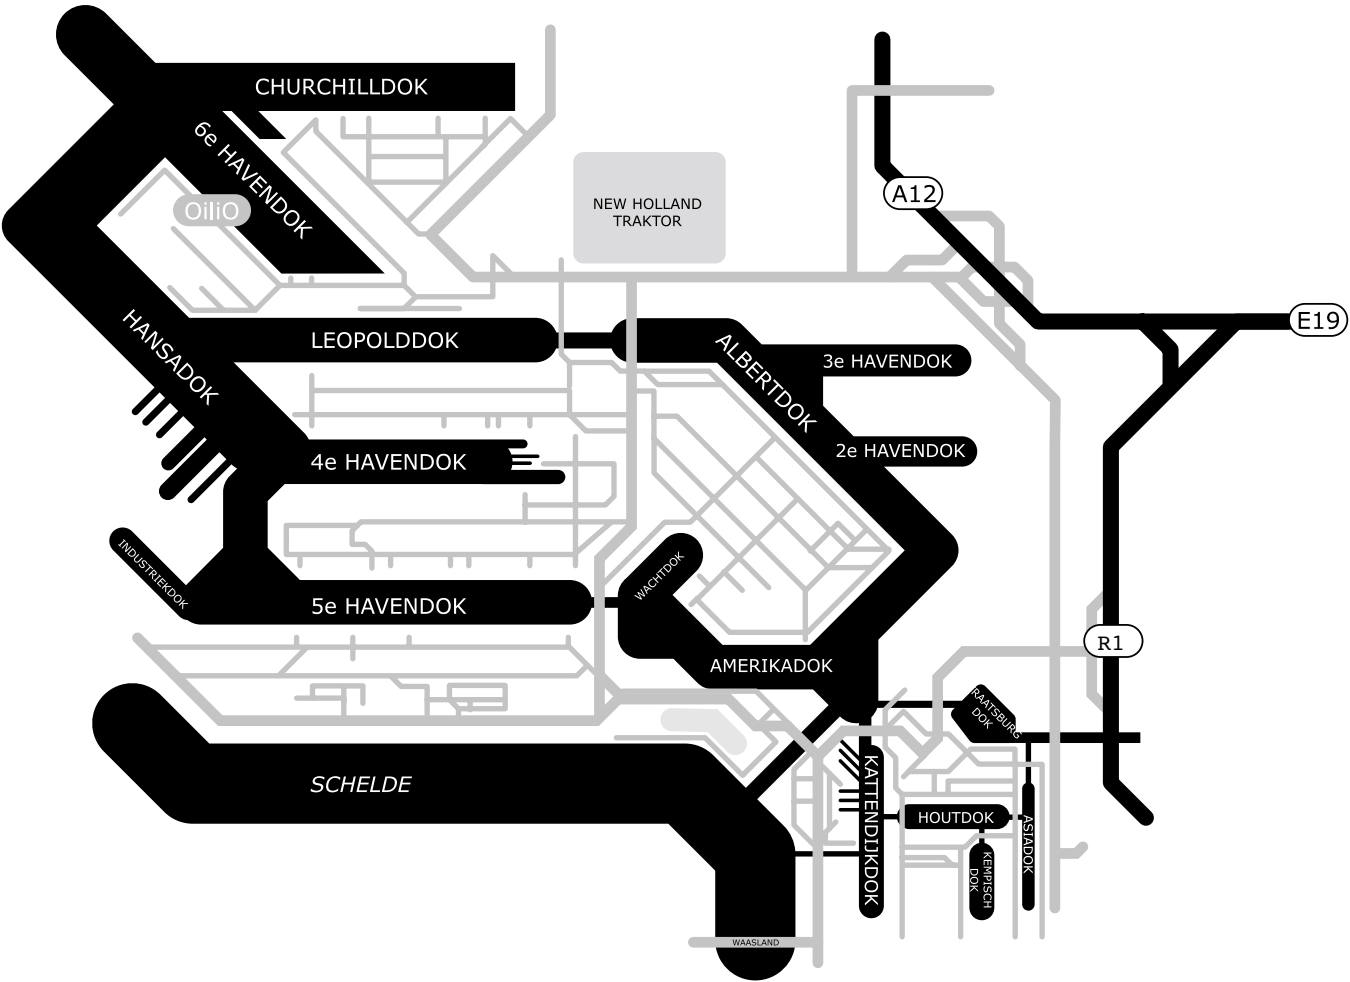 CHURCHILLDOK
6e HAVENDOK
OiliO
NEW HOLLAND
TRAKTOR
A12
E19
HANSADOK
LEOPOLDDOK
ALBERTDOK
3e HAVENDOK
2e HAVENDOK
4e HAVENDOK
INDUSTRIEKDOK
5e HAVENDOK
WACHTDOK
AMERIKADOK
R1
RAATSBURG
DOK
SCHELDE
KATTENDIJKDOK
HOUTDOK
ASIADOK
KEMPISCH
DOK
WAASLAND